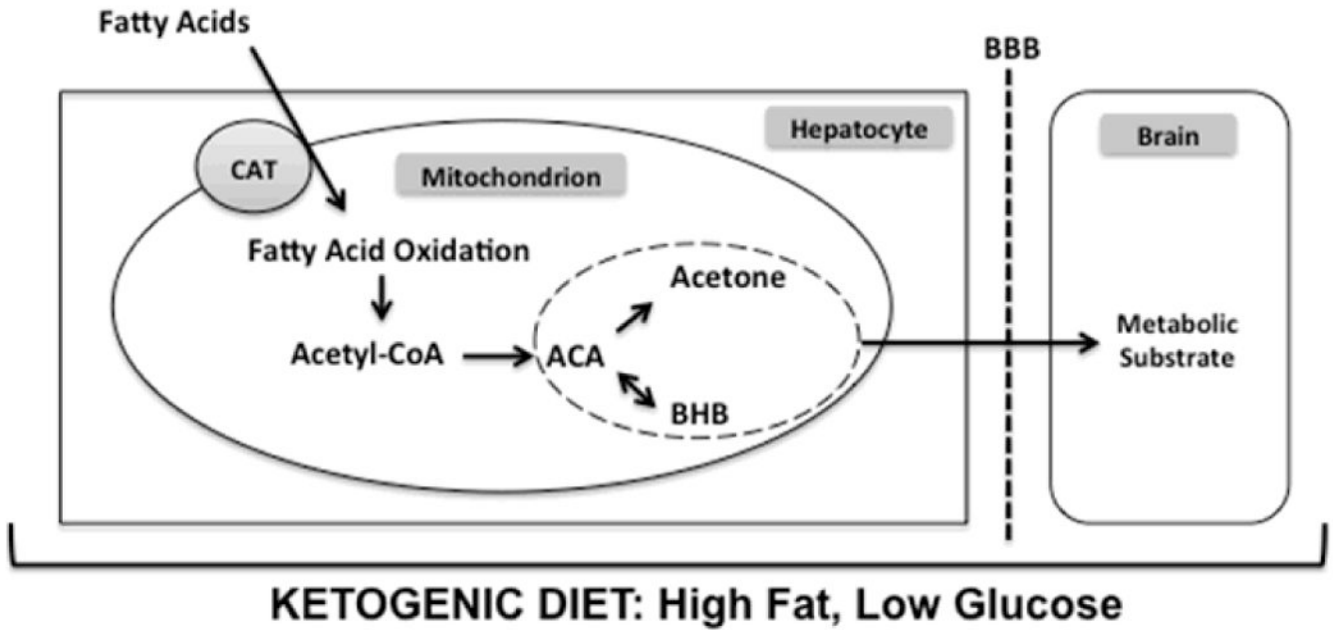 Fatty Acids
BBB
Hepatocyte
Brain
CAT
Mitochondrion
Fatty Acid Oxidation
Acetone
Acetyl-CoA
ACA
BHB
Metabolic
Substrate
KETOGENIC DIET: High Fat, Low Glucose